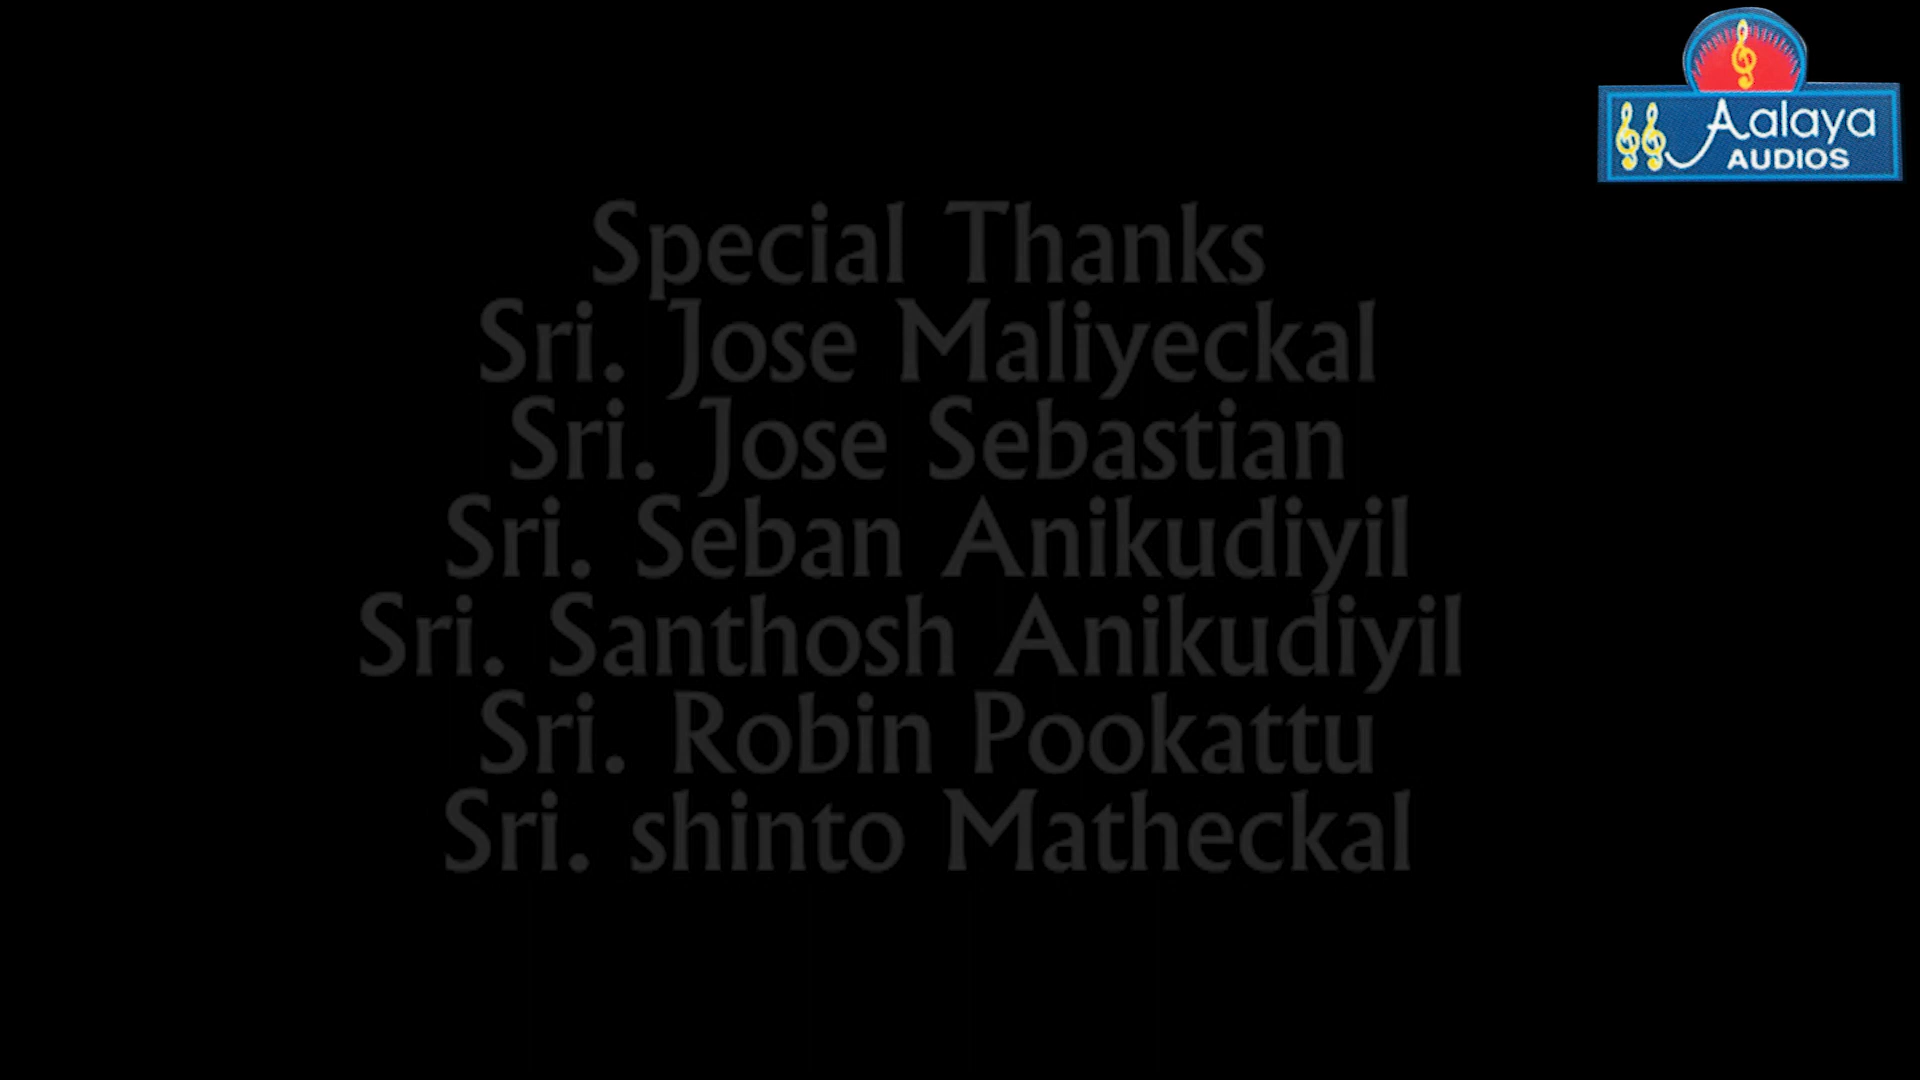 Aalaya
AUDIOS
Special Thanks
Sri. Jose Maliyeckal
Sri. Jose Sebastian
Sri. Seban Anikudiyil
Sri. Santhosh Anikudiyil
Sri. Robin Pookattu
Sri. shinto Matheckal